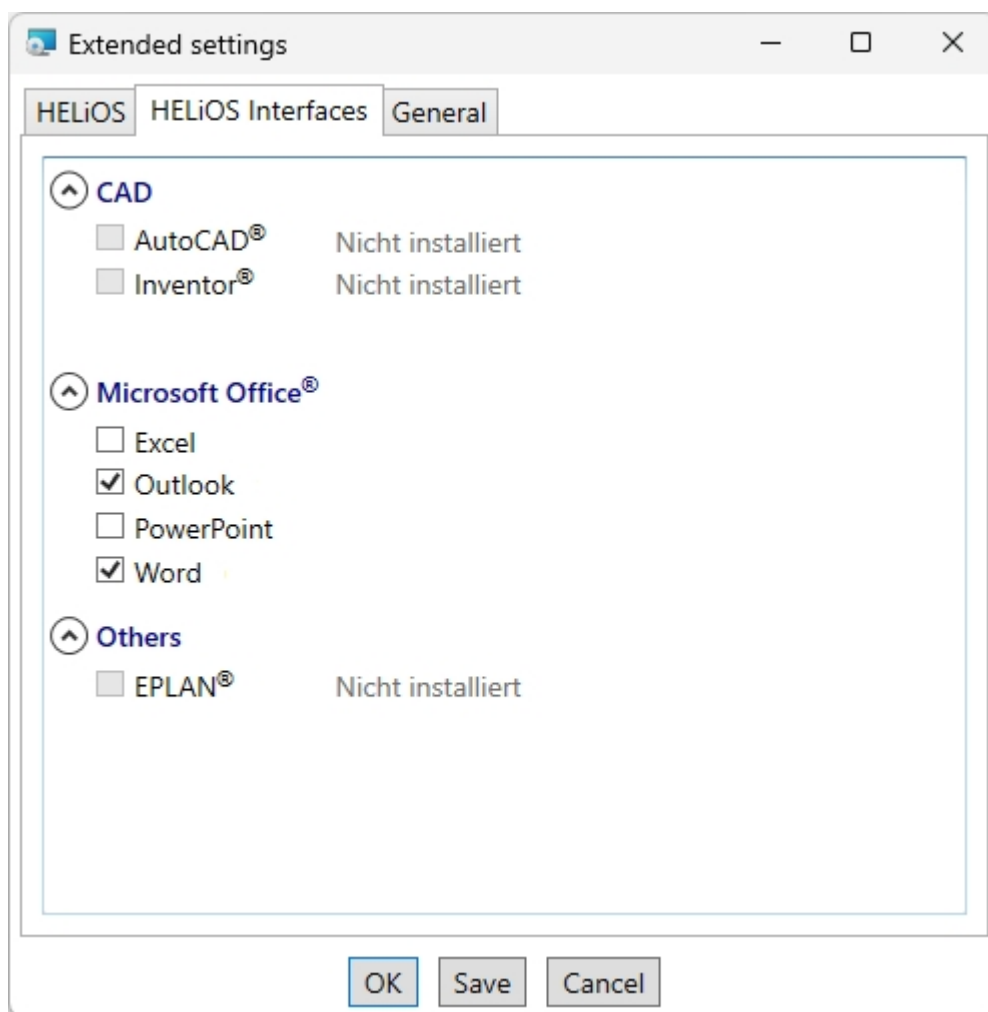 Extended settings
HELiOS HELiOS Interfaces General
CAD
AutoCAD® Nicht installiert
Inventor® Nicht installiert
Microsoft Office®
Excel
Outlook
PowerPoint
Word
Others
EPLAN® Nicht installiert
OK Save Cancel